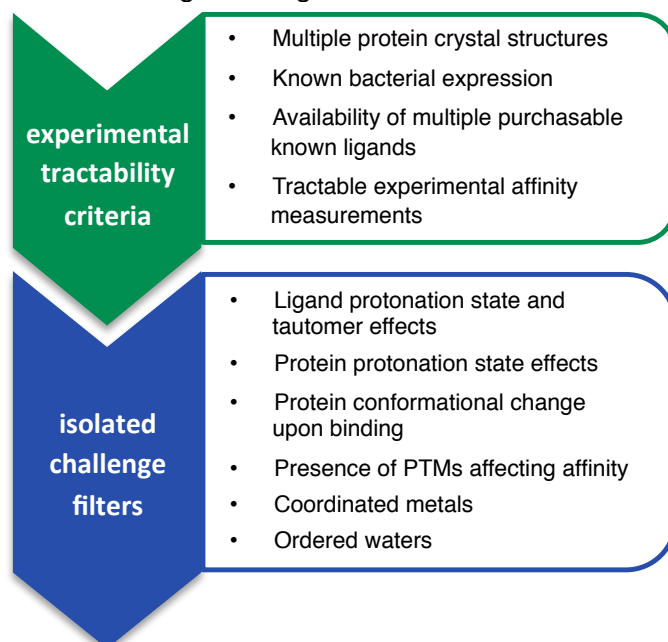 experimental
tractability
criteria
• Multiple protein crystal structures
• Known bacterial expression
• Availability of multiple purchasable
known ligands
• Tractable experimental affinity
measurements
isolated
challenge
filters
• Ligand protonation state and
tautomer effects
• Protein protonation state effects
• Protein conformational change
upon binding
• Presence of PTMs affecting affinity
• Coordinated metals
• Ordered waters